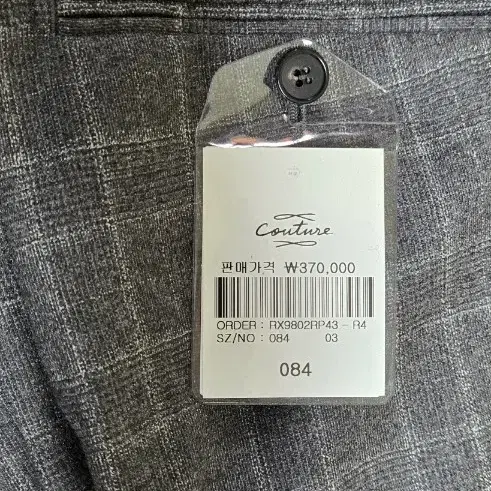 Couture
판매가격 ₩370,000
ORDER : RX9802RP43 - R4
SZ/NO : 084 03
084